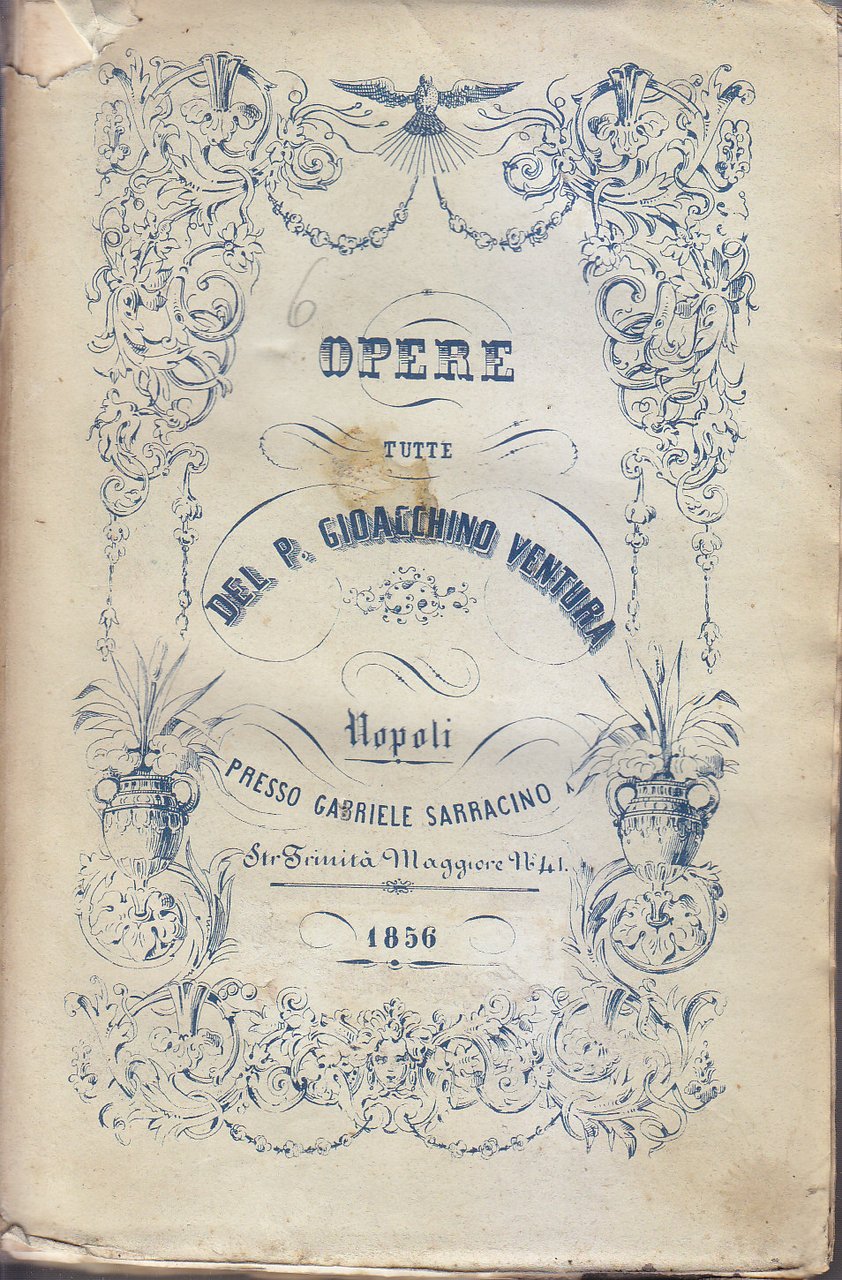 6
OPERE
TUTTE
DEL P. GIOACCHINO VENTURA
Napoli
PRESSO GABRIELE SARRACINO
Str Trinità Maggiore N.º 41.
1856